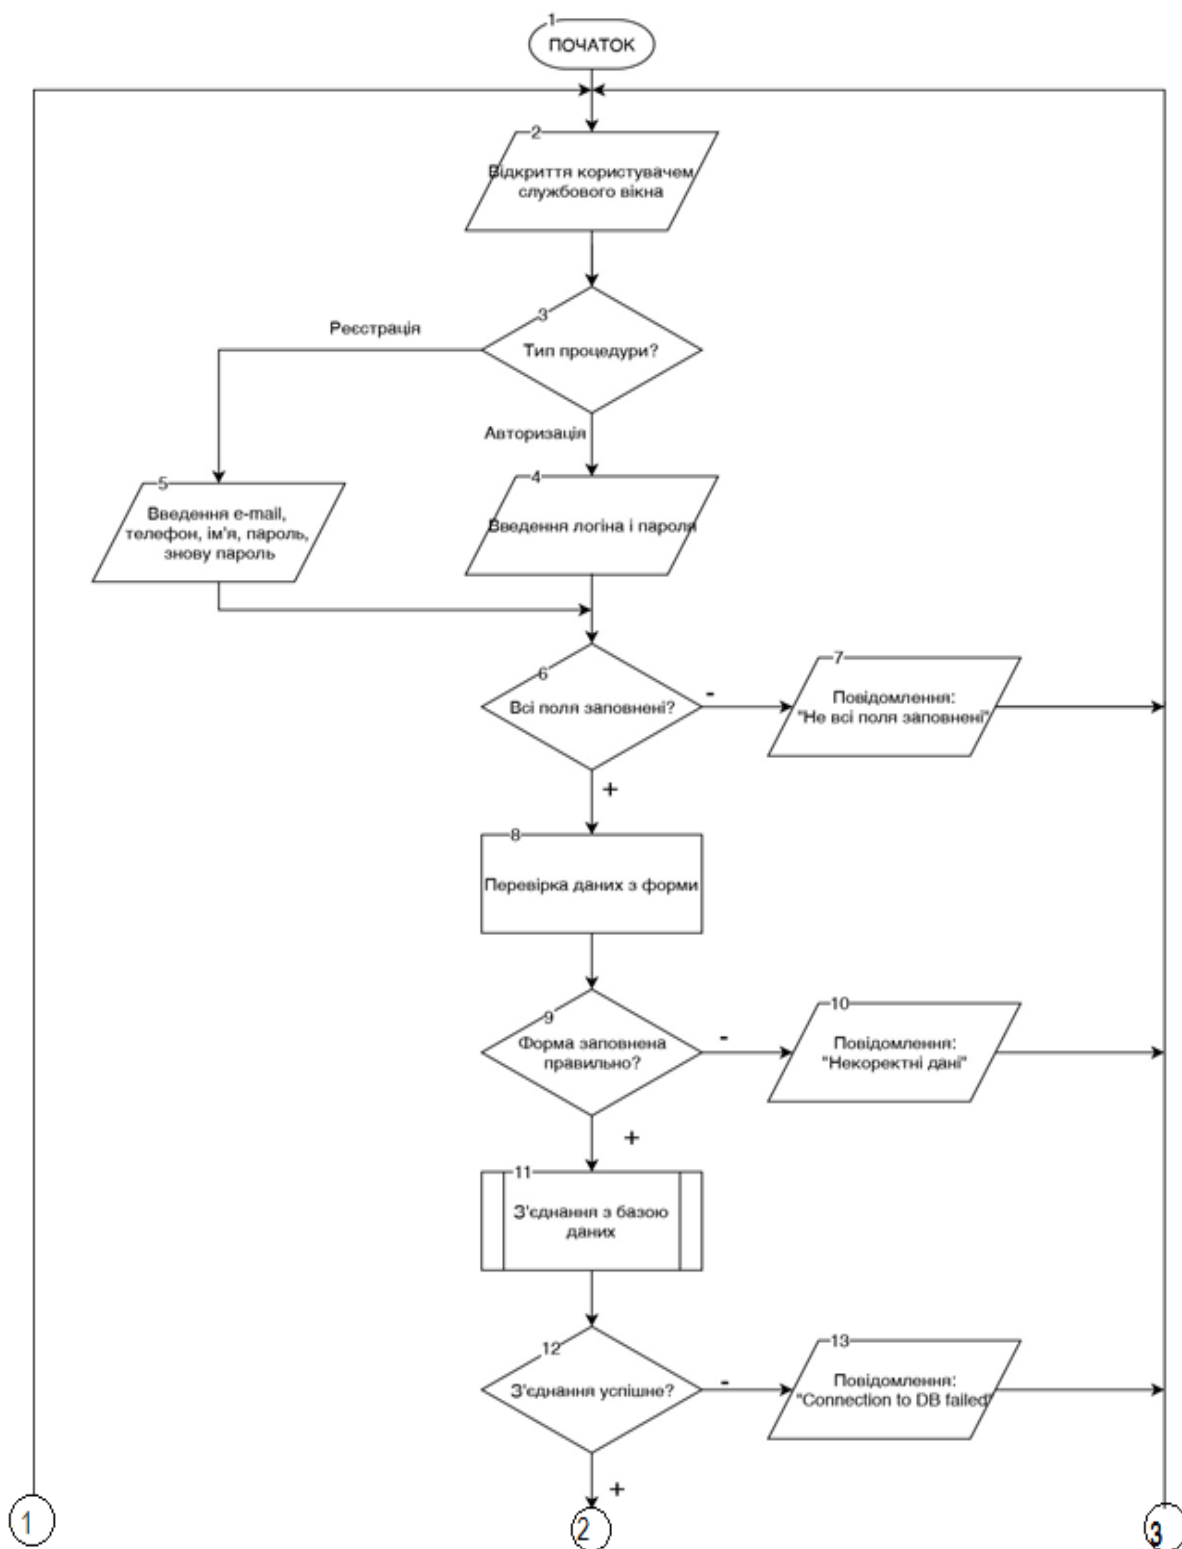 1
ПОЧАТОК
2
Відкриття користувачем
службового вікна
3
Реєстрація
Тип процедури?
Авторизація
5
4
Введення e-mail,
телефон, ім'я, пароль,
знову пароль
Введення логіна і пароля
6
7
-
Всі поля заповнені?
Повідомлення:
"Не всі поля заповнені"
+
8
Перевірка даних з форми
9
10
-
Форма заповнена
правильно?
Повідомлення:
"Некоректні дані"
+
11
З'єднання з базою
даних
12
13
-
З'єднання успішне?
Повідомлення:
"Connection to DB failed"
+
1
2
3